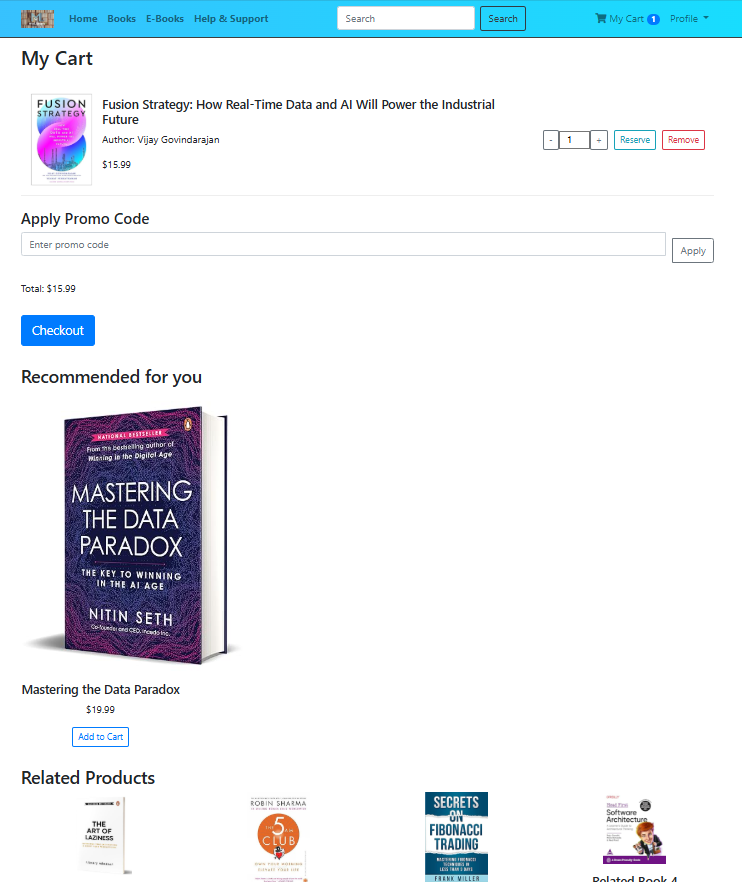 Home Books E-Books Help & Support Search Search My Cart 1 Profile
My Cart
FUSION
STRATEGY
Fusion Strategy: How Real-Time Data and AI Will Power the Industrial
Future
Author: Vijay Govindarajan
$15.99
- 1 + Reserve Remove
Apply Promo Code
Enter promo code
Apply
Total: $15.99
Checkout
Recommended for you
NATIONAL BESTSELLER
From the bestselling author of
Winning in the Digital Age
MASTERING
THE DATA
PARADOX
THE KEY TO WINNING
IN THE AI AGE
NITIN SETH
Co-founder and CEO, Incedo Inc.
Mastering the Data Paradox
$19.99
Add to Cart
Related Products
THE
ART OF
LAZINESS
ROBIN SHARMA
THE
5 AM
CLUB
OWN YOUR MORNING
ELEVATE YOUR LIFE
SECRETS
ON
FIBONACCI
TRADING
MASTERING FIBONACCI
TECHNIQUES IN
LESS THAN 3 DAYS
FRANK MILLER
O'REILLY
Head First
Software
Architecture
Related Book 4